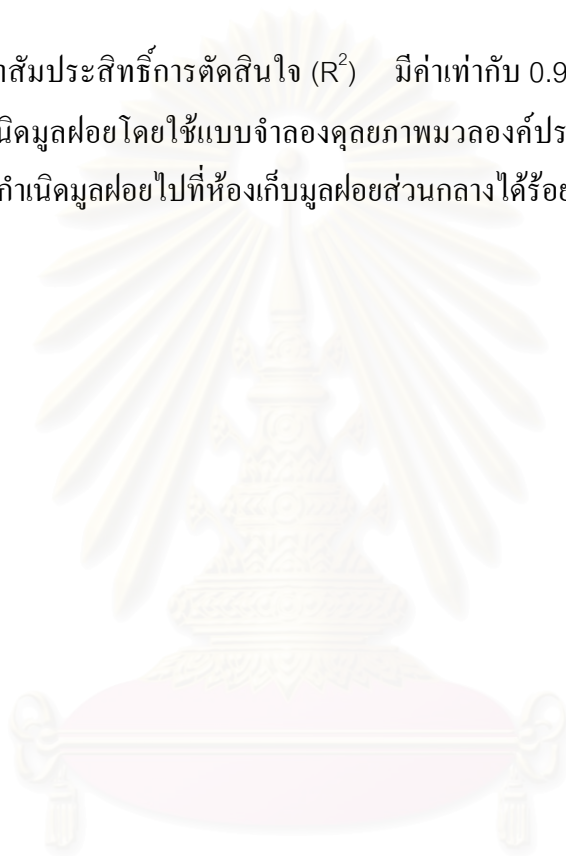 าสัมประสิทธิ์การตัดสินใจ (R²) มีค่าเท่ากับ 0.9
นิดมูลฝอยโดยใช้แบบจำลองดุลยภาพมวลองค์ประ
กำเนิดมูลฝอยไปที่ห้องเก็บมูลฝอยส่วนกลางได้ร้อย